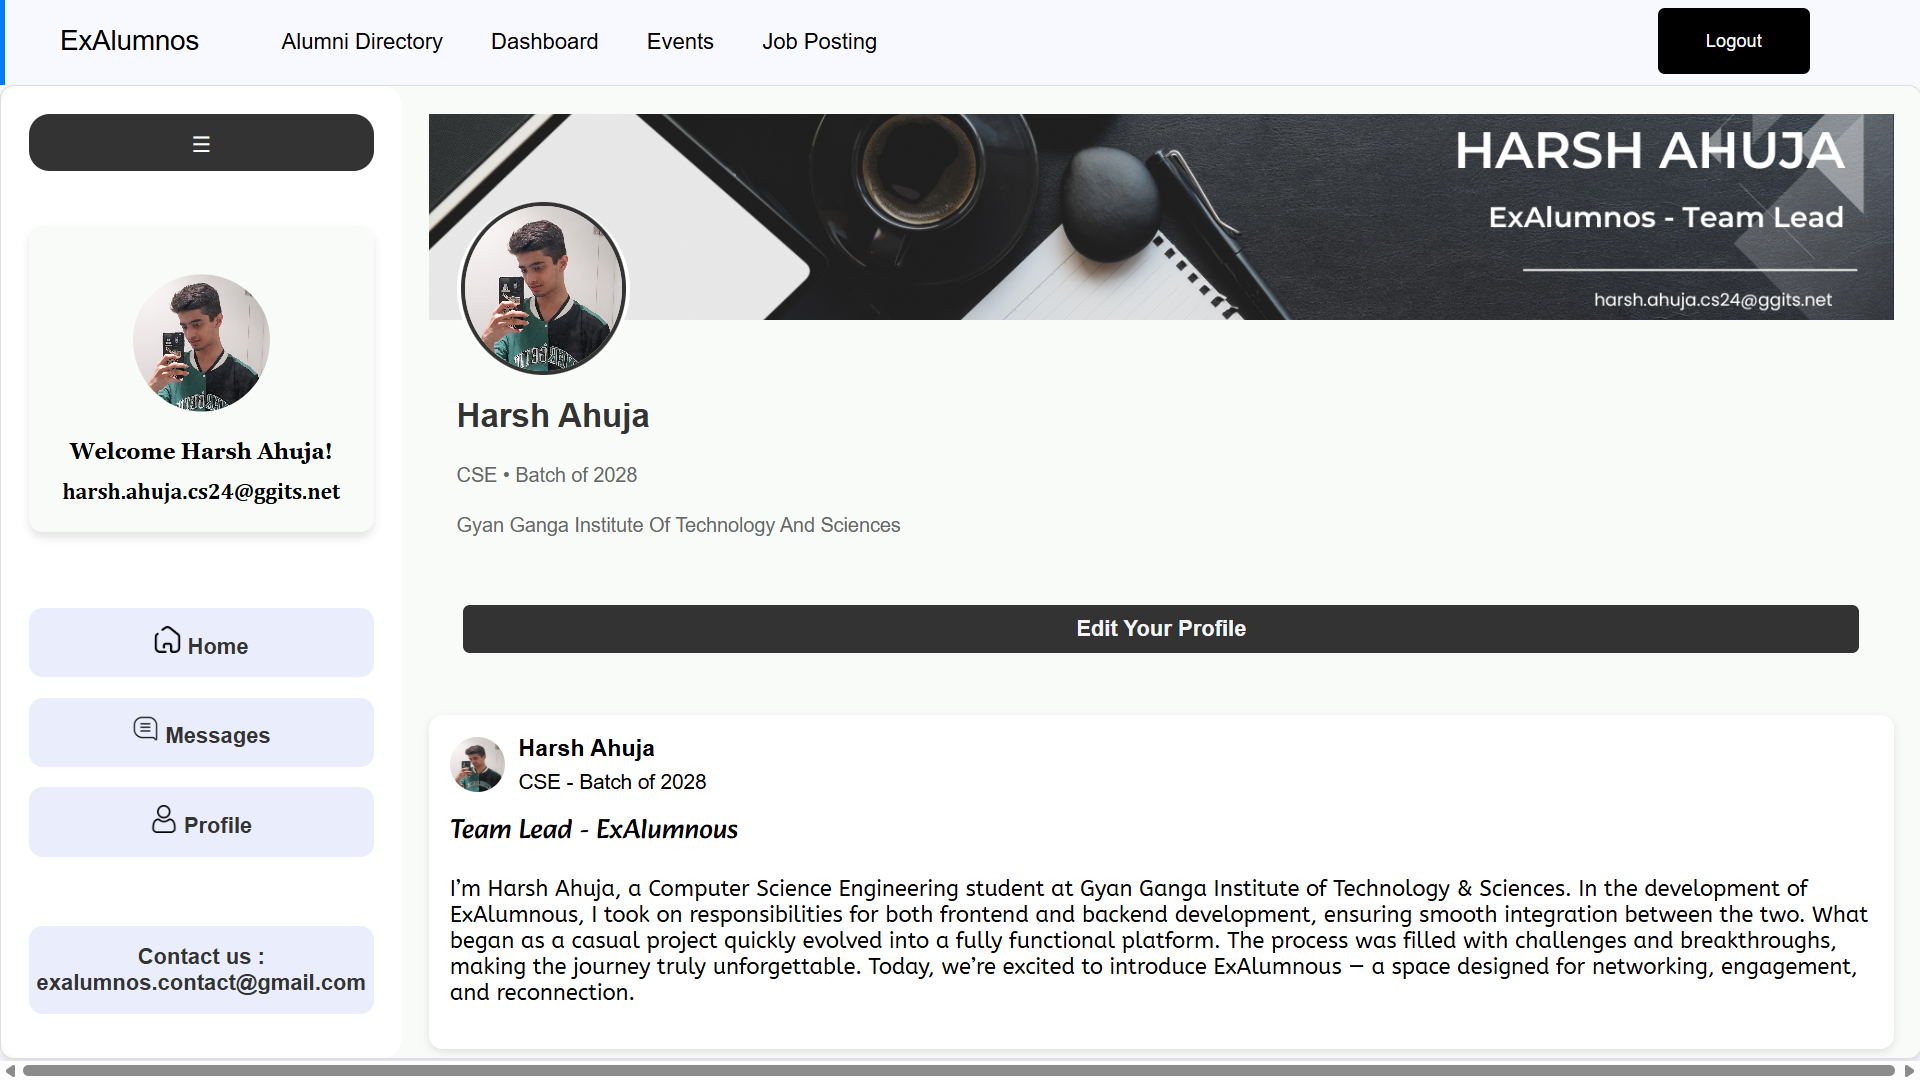 ExAlumnos
Alumni Directory
Dashboard
Events
Job Posting
Logout
☰
Welcome Harsh Ahuja!
harsh.ahuja.cs24@ggits.net
Home
Messages
Profile
Contact us :
exalumnos.contact@gmail.com
HARSH AHUJA
ExAlumnos - Team Lead
harsh.ahuja.cs24@ggits.net
Harsh Ahuja
CSE • Batch of 2028
Gyan Ganga Institute Of Technology And Sciences
Edit Your Profile
Harsh Ahuja
CSE - Batch of 2028
Team Lead - ExAlumnous
I’m Harsh Ahuja, a Computer Science Engineering student at Gyan Ganga Institute of Technology & Sciences. In the development of
ExAlumnous, I took on responsibilities for both frontend and backend development, ensuring smooth integration between the two. What
began as a casual project quickly evolved into a fully functional platform. The process was filled with challenges and breakthroughs,
making the journey truly unforgettable. Today, we’re excited to introduce ExAlumnous — a space designed for networking, engagement,
and reconnection.